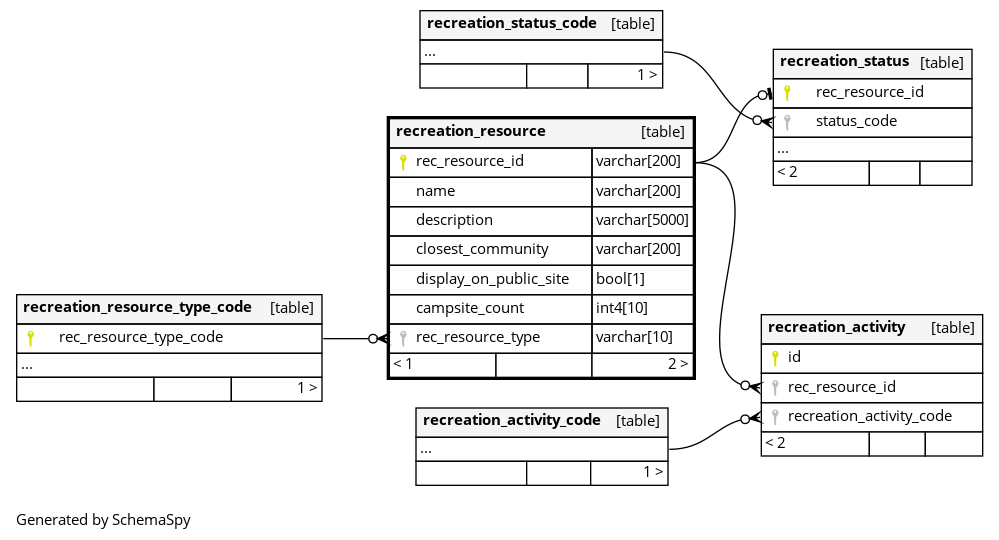 recreation_status_code [table]
...
1 >
recreation_status [table]
rec_resource_id
status_code
...
< 2
recreation_resource [table]
rec_resource_id varchar[200]
name varchar[200]
description varchar[5000]
closest_community varchar[200]
display_on_public_site bool[1]
campsite_count int4[10]
rec_resource_type varchar[10]
< 1 2 >
recreation_resource_type_code [table]
rec_resource_type_code
...
1 >
recreation_activity [table]
id
rec_resource_id
recreation_activity_code
< 2
recreation_activity_code [table]
...
1 >
Generated by SchemaSpy